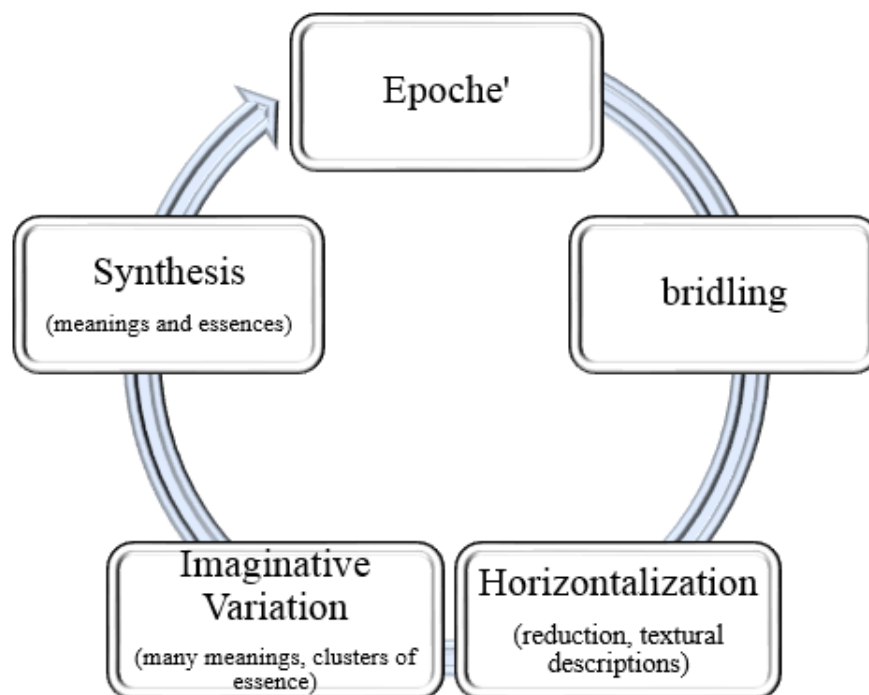 Epoche'
bridling
Horizontalization
(reduction, textural
descriptions)
Imaginative
Variation
(many meanings, clusters of
essence)
Synthesis
(meanings and essences)